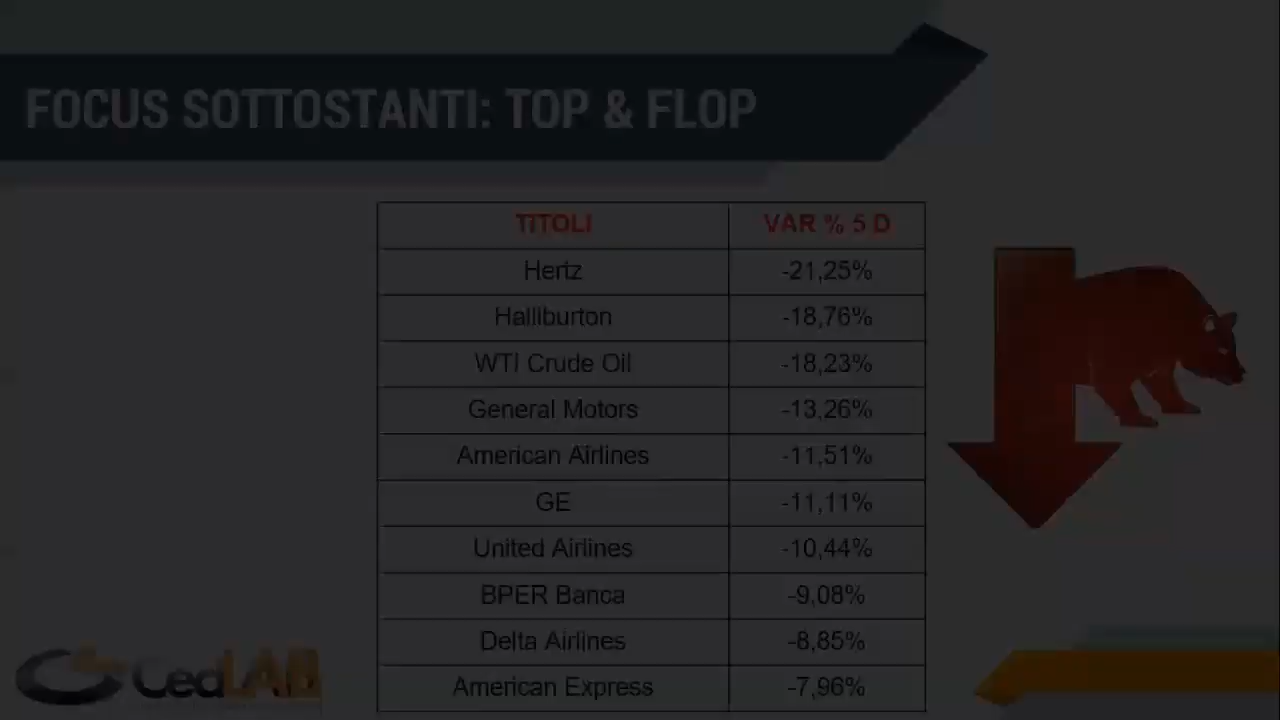 FOCUS SOTTOSTANTI: TOP & FLOP
TITOLI VAR % 5 D
Hertz -21,25%
Halliburton -18,76%
WTI Crude Oil -18,23%
General Motors -13,26%
American Airlines -11,51%
GE -11,11%
United Airlines -10,44%
BPER Banca -9,08%
Delta Airlines -8,85%
American Express -7,96%
CedLAB